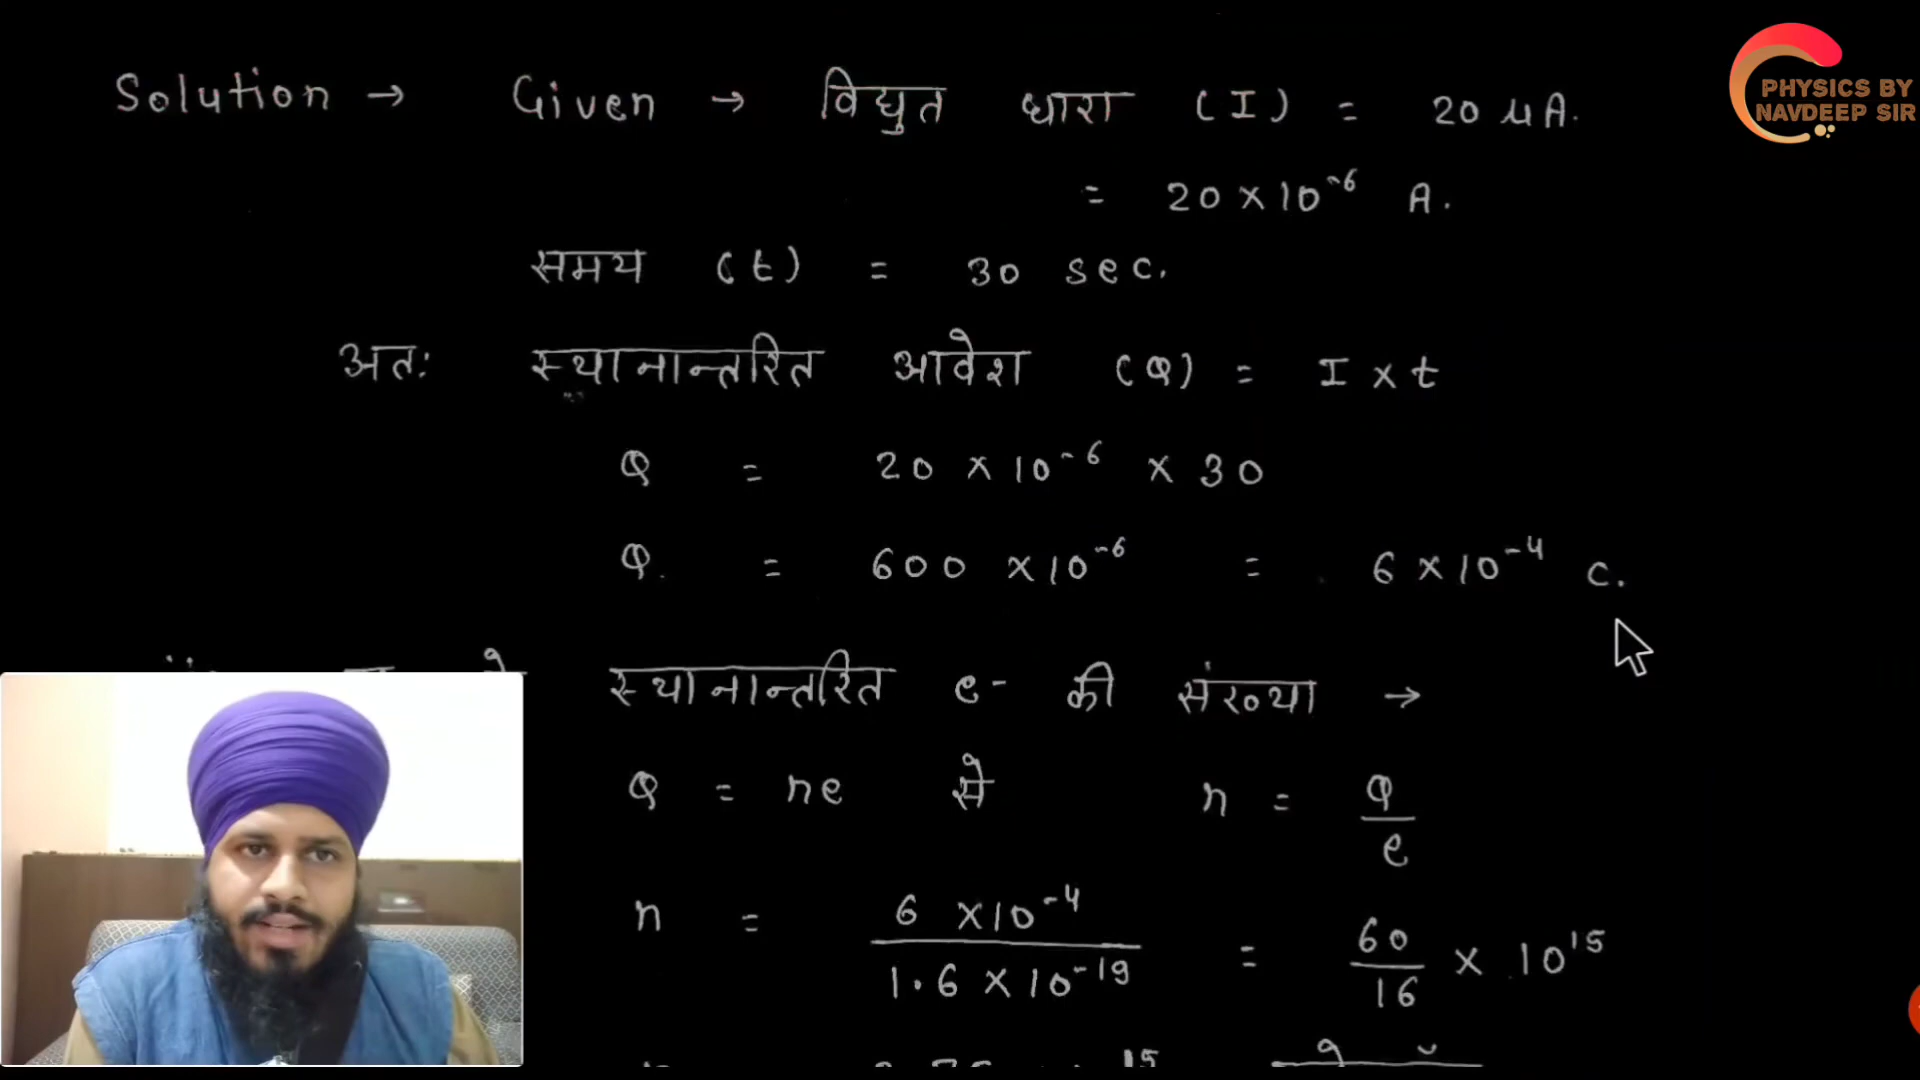 Solution → Given → विद्युत धारा (I) = 20 μA.
= 20 × 10⁻⁶ A.
समय (t) = 30 sec.
अतः स्थानान्तरित आवेश (Q) = I × t
Q = 20 × 10⁻⁶ × 30
Q. = 600 × 10⁻⁶ = 6 × 10⁻⁴ C.
स्थानान्तरित e- की संख्या →
Q = ne से n = Q/e
n = 6 × 10⁻⁴ / 1.6 × 10⁻¹⁹ = 60/16 × 10¹⁵
PHYSICS BY
NAVDEEP SIR